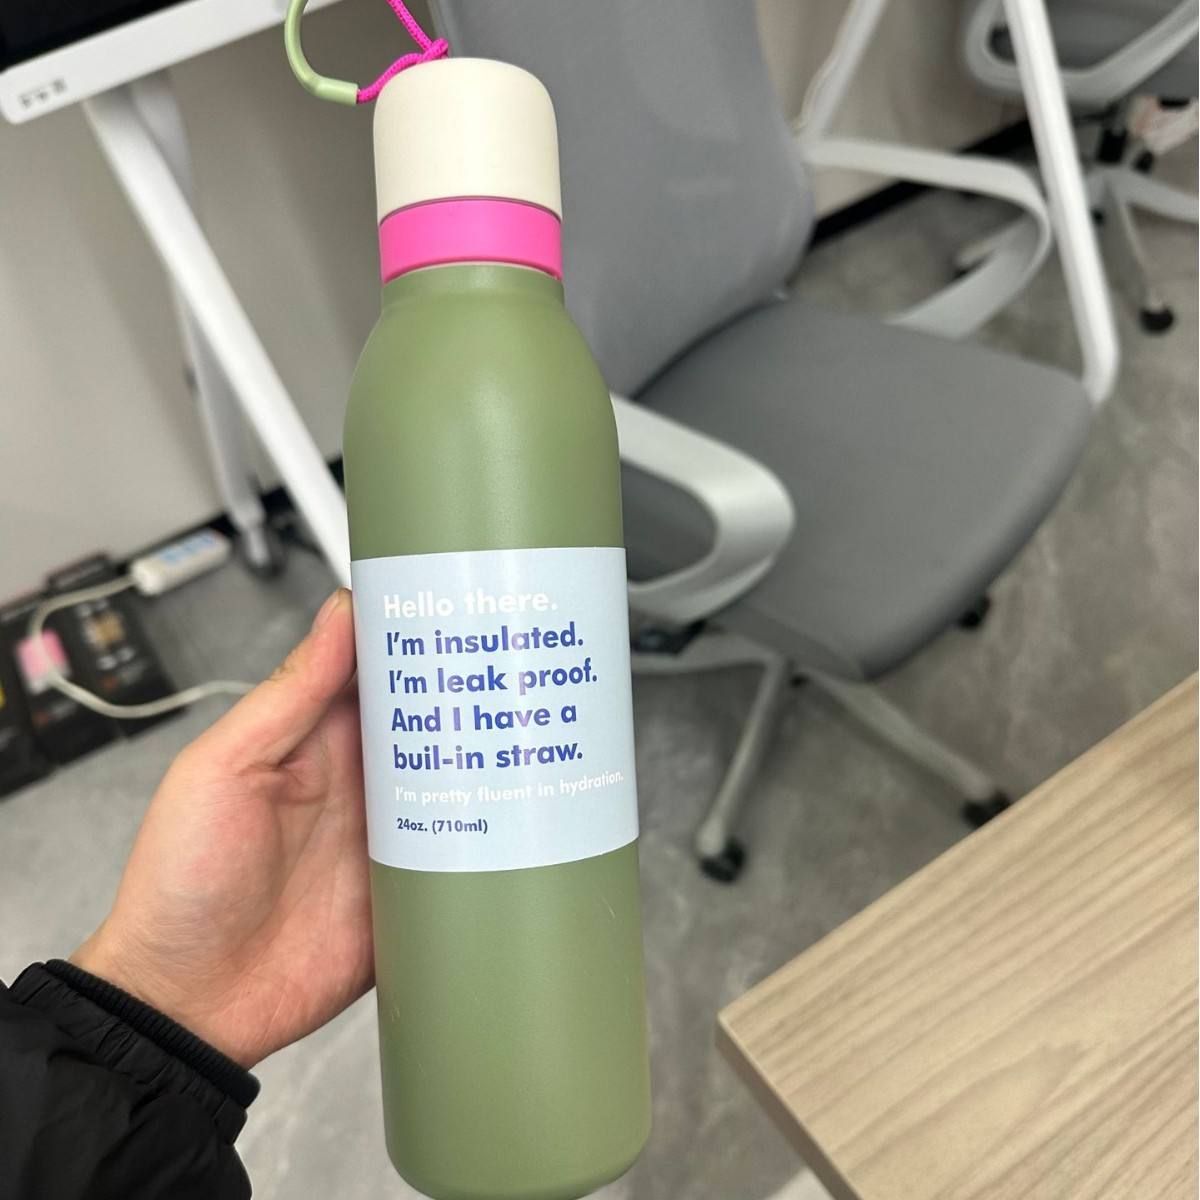 Hello there.
I'm insulated.
I'm leak proof.
And I have a
buil-in straw.
I'm pretty fluent in hydration.
24oz. (710ml)